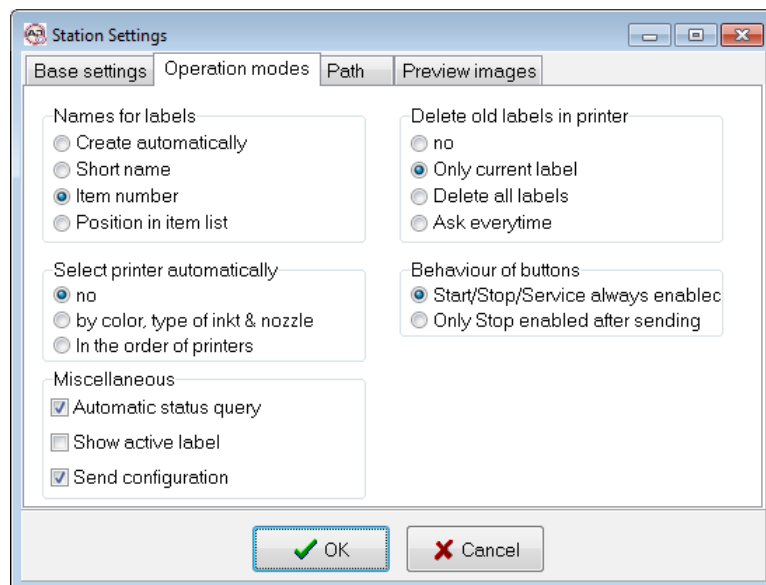 Station Settings
Base settings Operation modes Path Preview images
Names for labels
Create automatically
Short name
Item number
Position in item list
Delete old labels in printer
no
Only current label
Delete all labels
Ask everytime
Select printer automatically
no
by color, type of inkt & nozzle
In the order of printers
Behaviour of buttons
Start/Stop/Service always enablec
Only Stop enabled after sending
Miscellaneous
Automatic status query
Show active label
Send configuration
OK Cancel